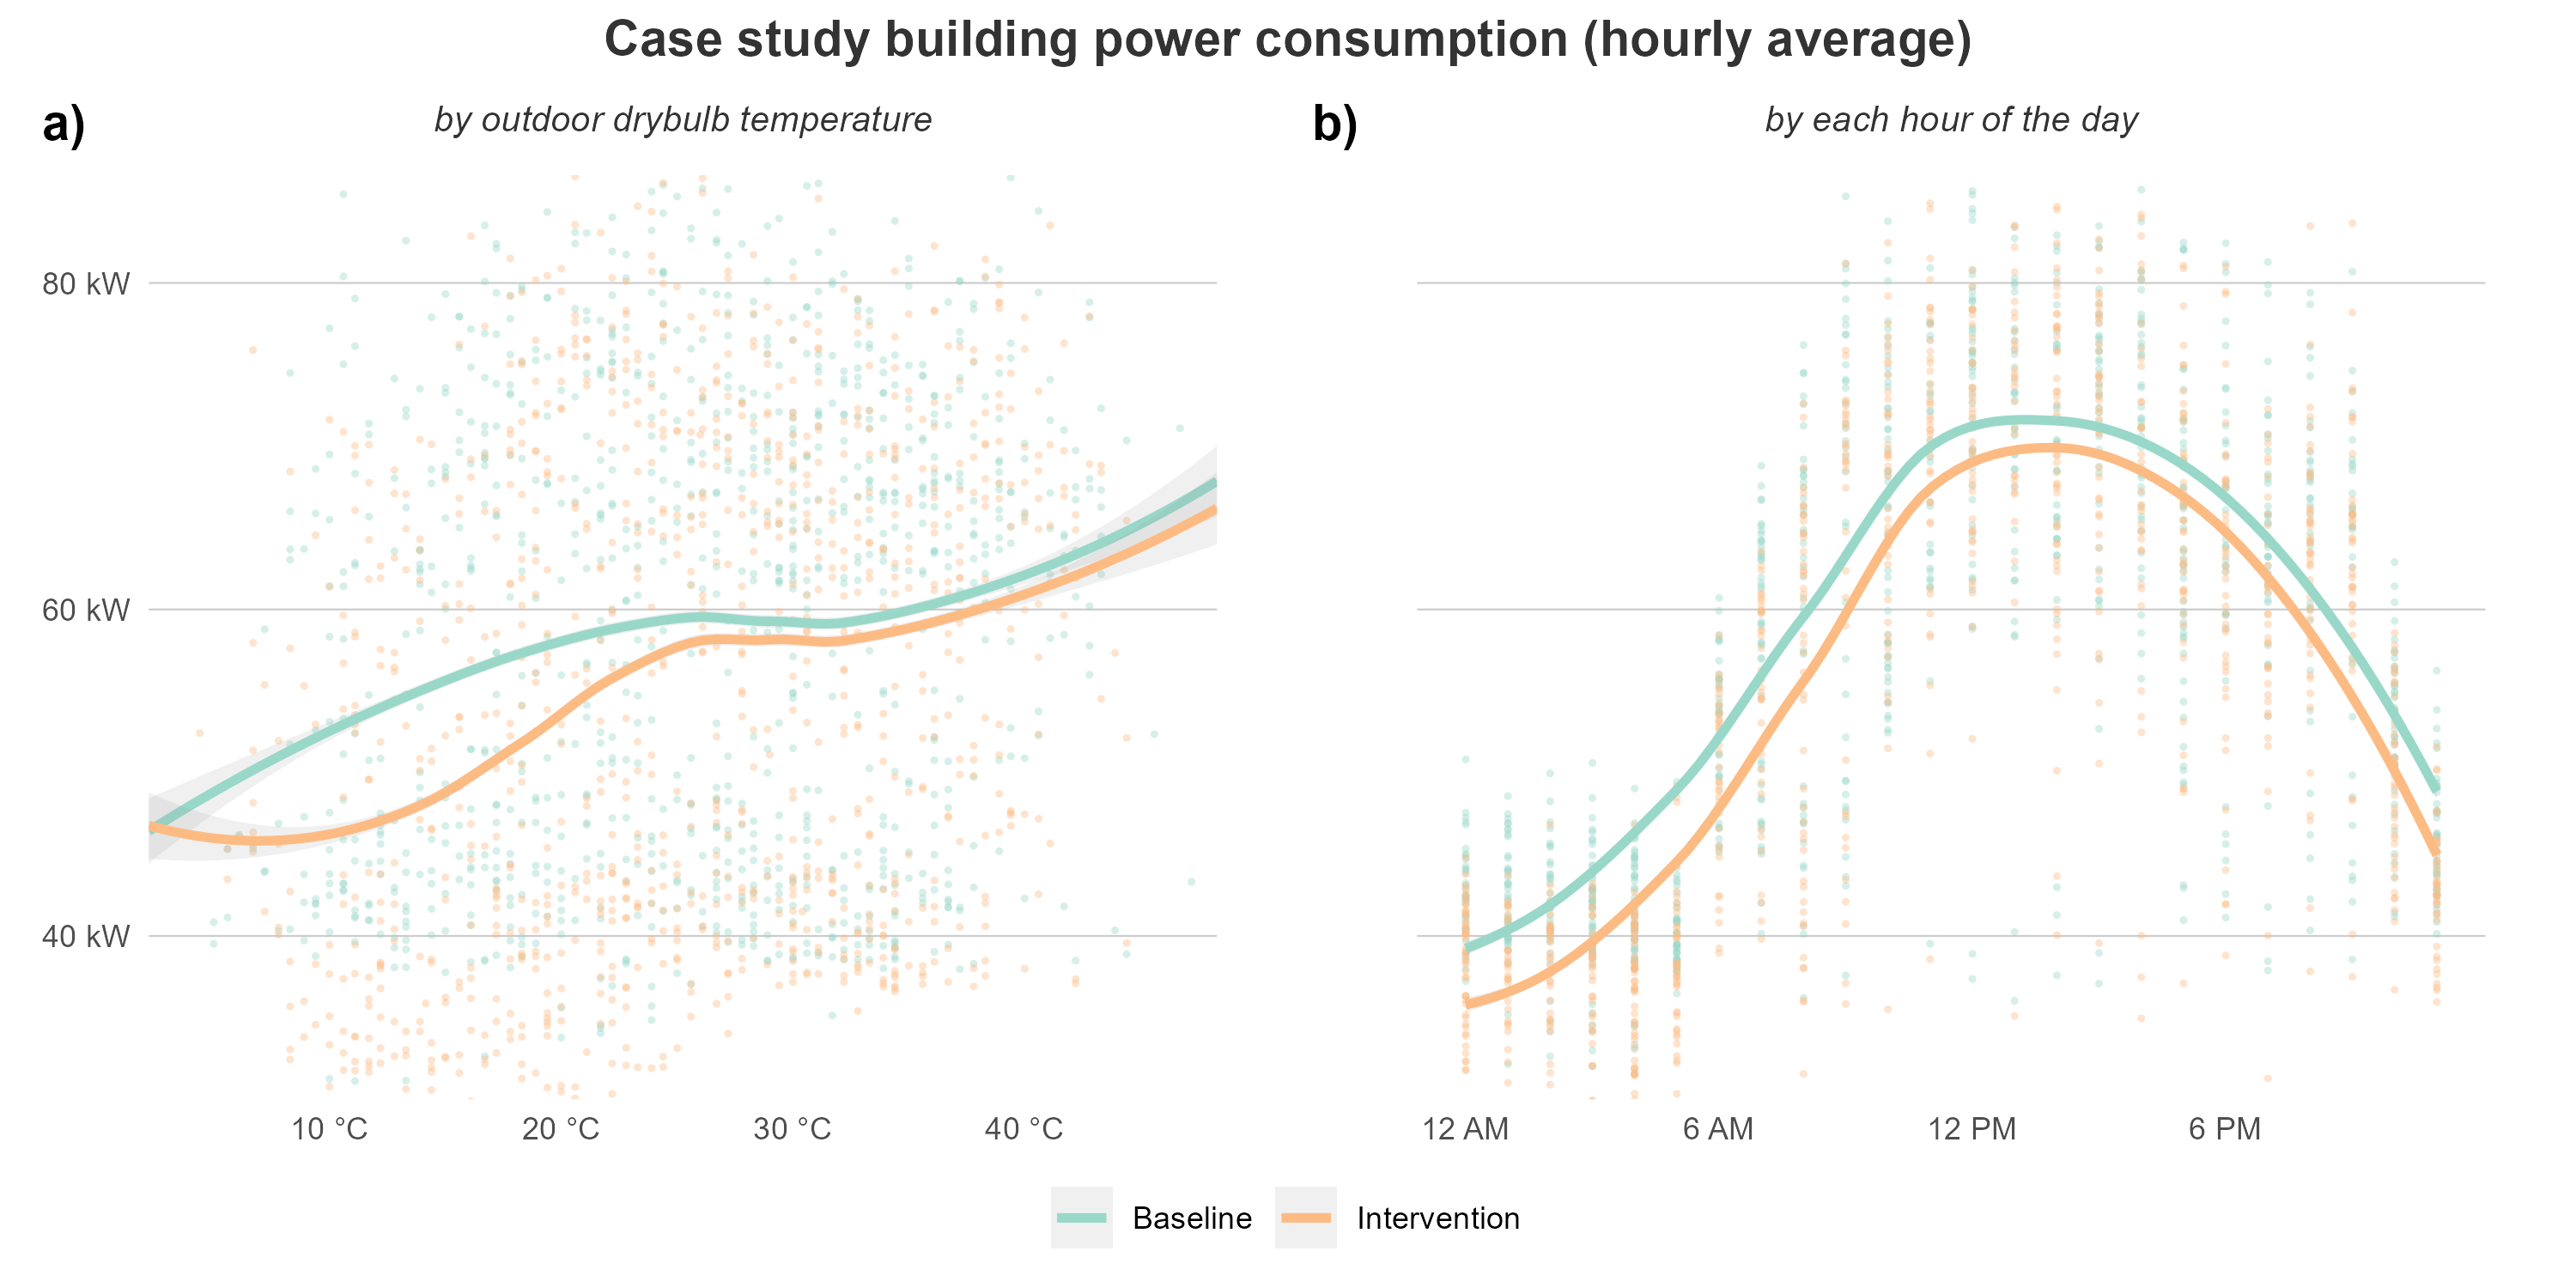 Case study building power consumption (hourly average)
a)
by outdoor drybulb temperature
80 kW
60 kW
40 kW
10 °C
20 °C
30 °C
40 °C
b)
by each hour of the day
12 AM
6 AM
12 PM
6 PM
Baseline
Intervention